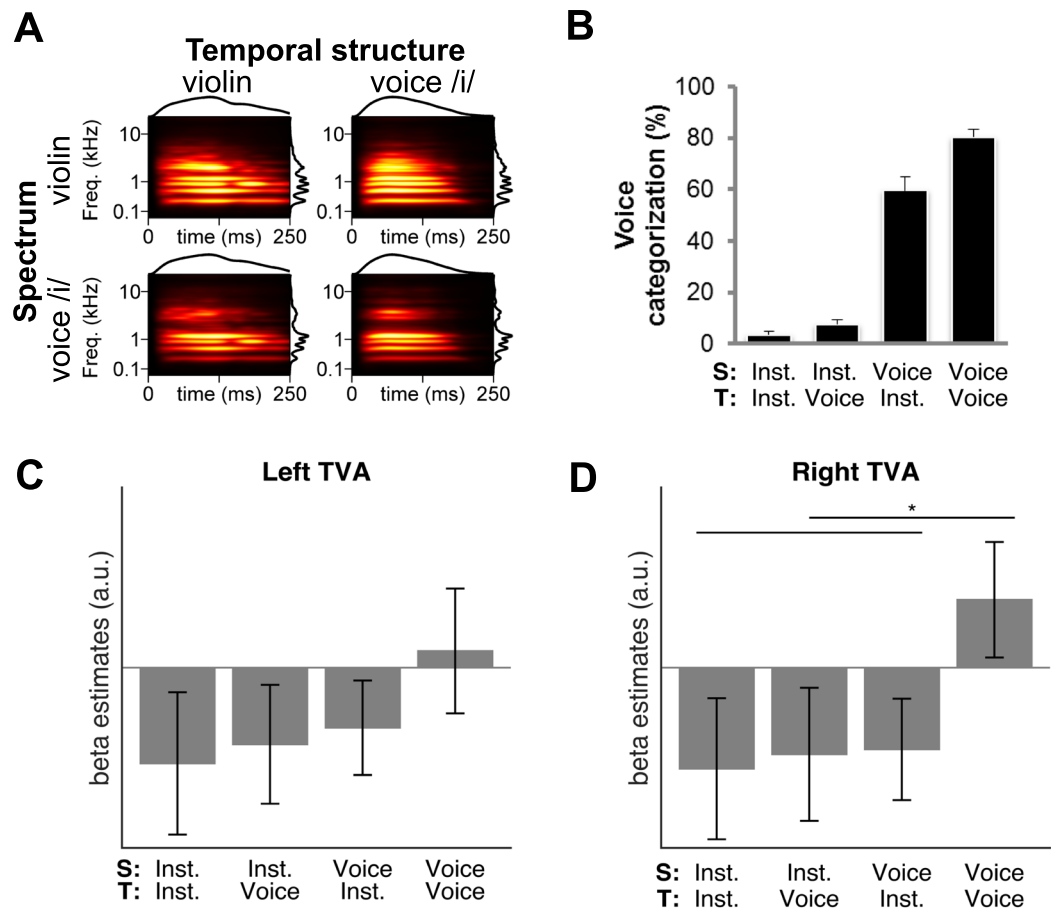 A
Temporal structure
violin voice /i/
Spectrum
violin
voice /i/
Freq. (kHz)
10
1
0.1
0 time (ms) 250
Freq. (kHz)
10
1
0.1
0 time (ms) 250
Freq. (kHz)
10
1
0.1
0 time (ms) 250
10
1
0.1
0 time (ms) 250
B
Voice
categorization (%)
100
80
60
40
20
0
S: Inst. Inst. Voice Voice
T: Inst. Voice Inst. Voice
C
Left TVA
beta estimates (a.u.)
S: Inst. Inst. Voice Voice
T: Inst. Voice Inst. Voice
D
Right TVA
*
beta estimates (a.u.)
S: Inst. Inst. Voice Voice
T: Inst. Voice Inst. Voice